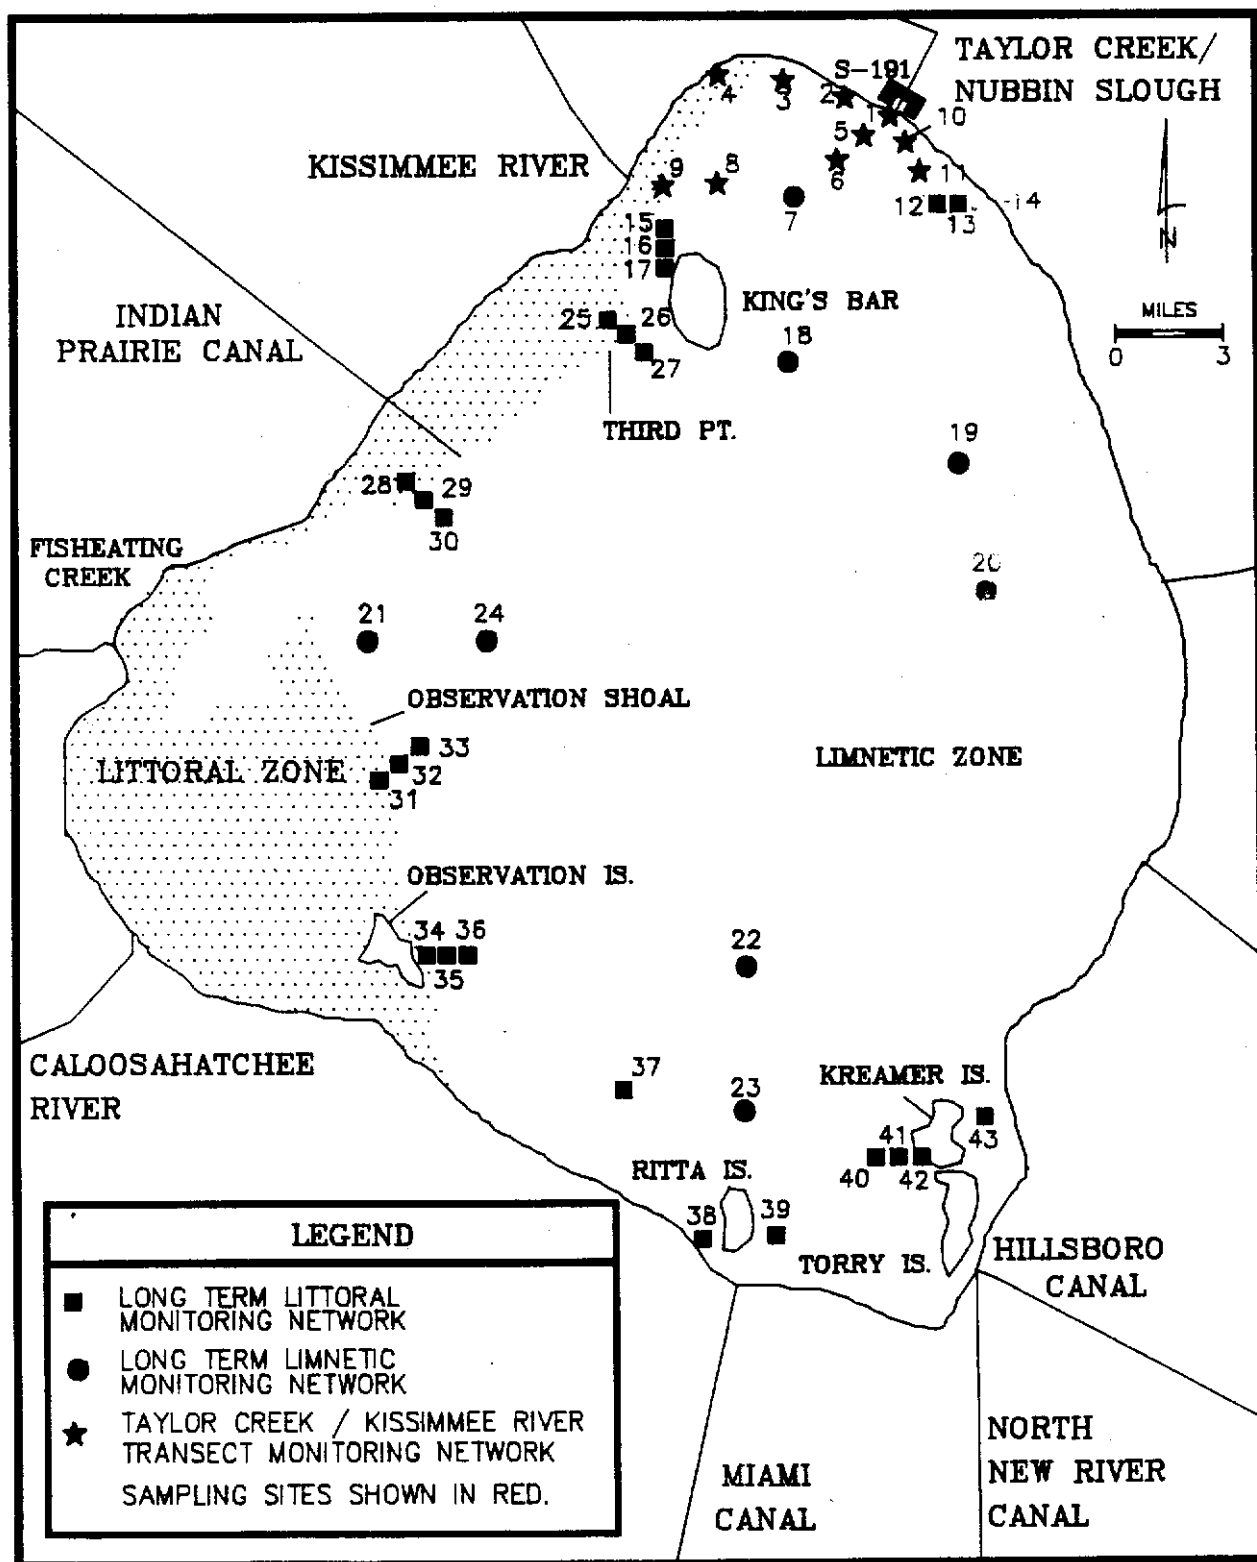 TAYLOR CREEK/
NUBBIN SLOUGH
S-191
4
3
2
1
10
5
6
11
9
8
7
12
13
14
KISSIMMEE RIVER
N
MILES
0 3
15
16
17
KING'S BAR
INDIAN
PRAIRIE CANAL
25
26
27
18
THIRD PT.
19
28
29
30
20
FISHEATING
CREEK
21
24
OBSERVATION SHOAL
33
32
31
LITTORAL ZONE
LIMNETIC ZONE
OBSERVATION IS.
34
36
35
22
CALOOSAHATCHEE
RIVER
37
23
KREAMER IS.
43
41
40
42
RITTA IS.
38
39
TORRY IS.
HILLSBORO
CANAL
LEGEND
LONG TERM LITTORAL
MONITORING NETWORK
LONG TERM LIMNETIC
MONITORING NETWORK
TAYLOR CREEK / KISSIMMEE RIVER
TRANSECT MONITORING NETWORK
SAMPLING SITES SHOWN IN RED.
MIAMI
CANAL
NORTH
NEW RIVER
CANAL